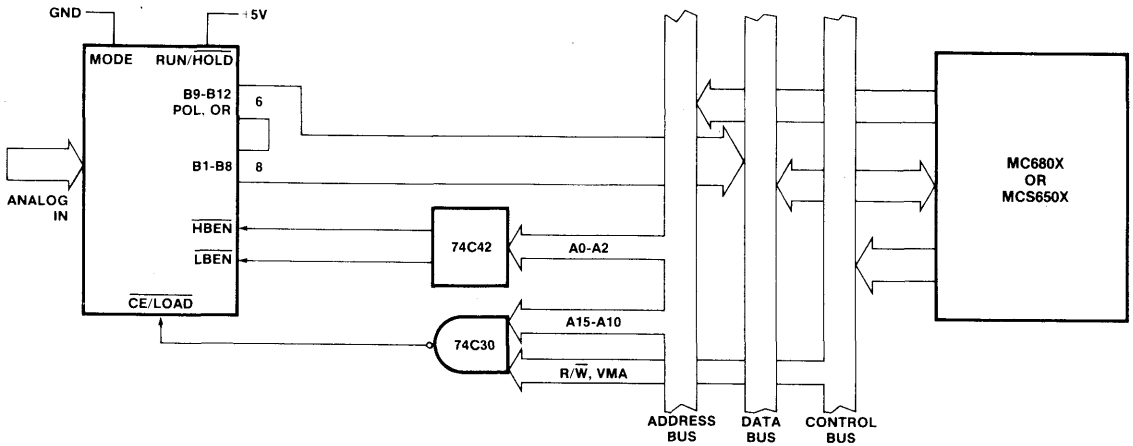 GND
+5V
MODE RUN/HOLD
B9-B12
POL, OR
6
B1-B8
8
ANALOG
IN
HBEN
LBEN
CE/LOAD
74C42
A0-A2
74C30
A15-A10
R/W, VMA
MC680X
OR
MCS650X
ADDRESS
BUS
DATA
BUS
CONTROL
BUS